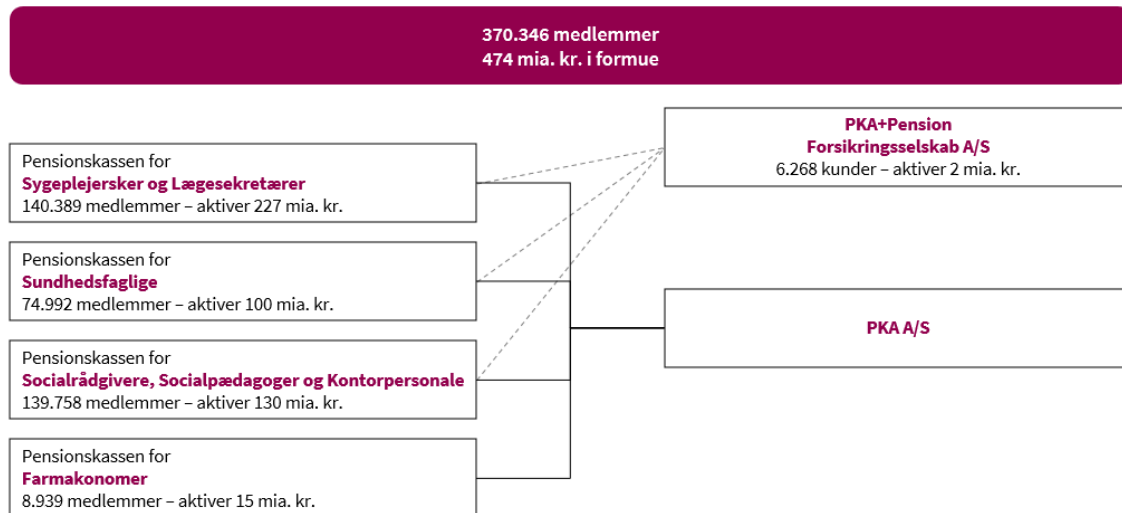 370.346 medlemmer
474 mia. kr. i formue
PKA+Pension
Forsikringsselskab A/S
6.268 kunder – aktiver 2 mia. kr.
Pensionskassen for
Sygeplejersker og Lægesekretærer
140.389 medlemmer – aktiver 227 mia. kr.
Pensionskassen for
Sundhedsfaglige
74.992 medlemmer – aktiver 100 mia. kr.
PKA A/S
Pensionskassen for
Socialrådgivere, Socialpædagoger og Kontorpersonale
139.758 medlemmer – aktiver 130 mia. kr.
Pensionskassen for
Farmakonomer
8.939 medlemmer – aktiver 15 mia. kr.